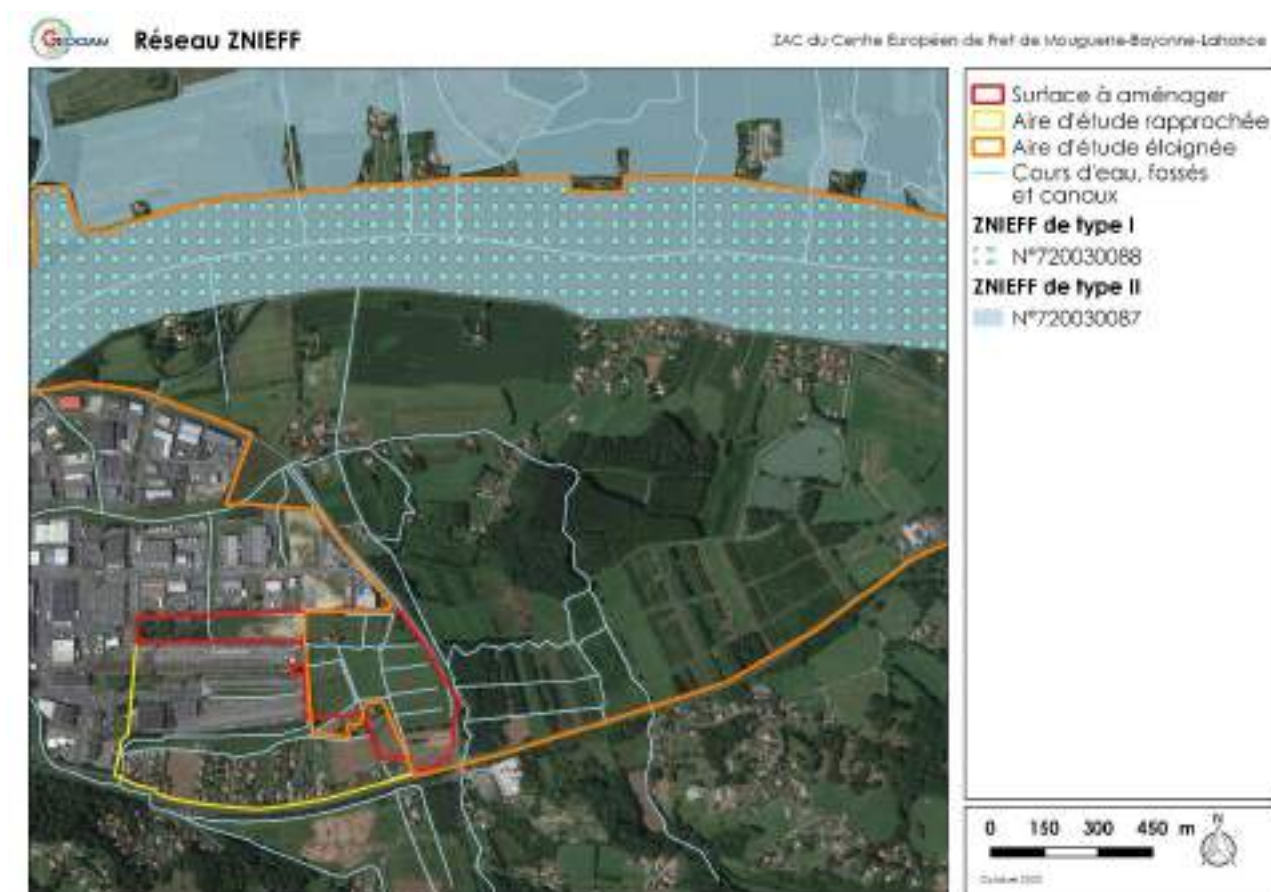 GEOCIAM
Réseau ZNIEFF
ZAC du Centre Européen de Fret de Mouguerre-Bayonne-Lahonce
Surface à aménager
Aire d'étude rapprochée
Aire d'étude éloignée
Cours d'eau, fossés
et canaux
ZNIEFF de type I
N°720030088
ZNIEFF de type II
N°720030087
0 150 300 450 m
N